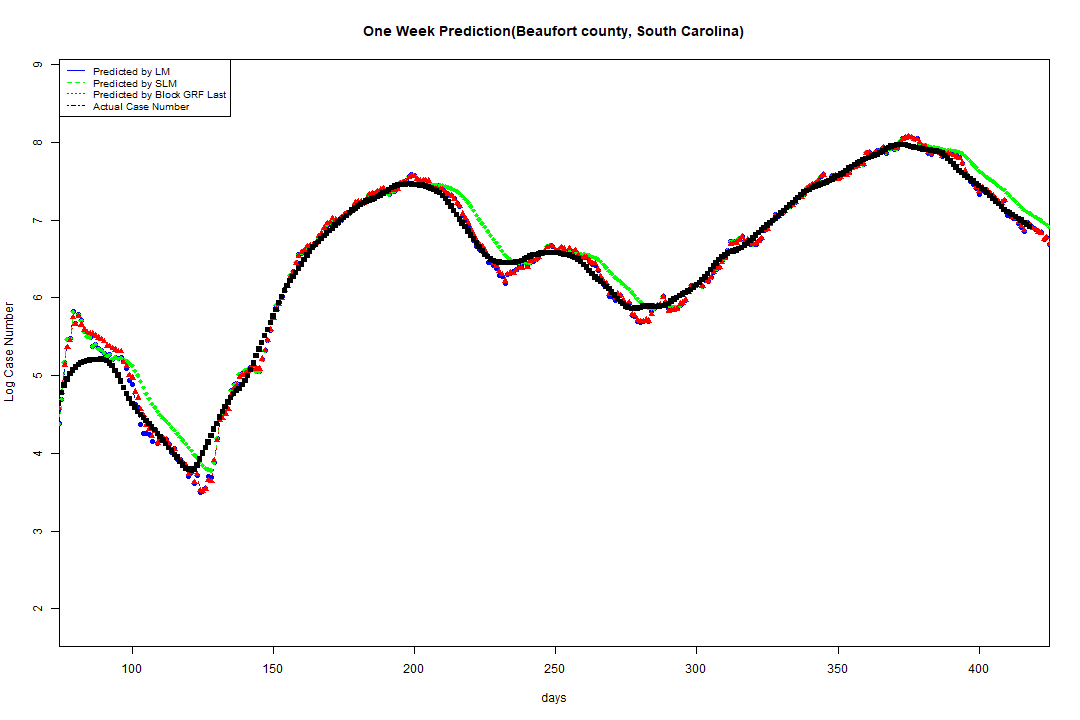 One Week Prediction(Beaufort county, South Carolina)
Predicted by LM
Predicted by SLM
Predicted by Block GRF Last
Actual Case Number
Log Case Number
9
8
7
6
5
4
3
2
100 150 200 250 300 350 400
days